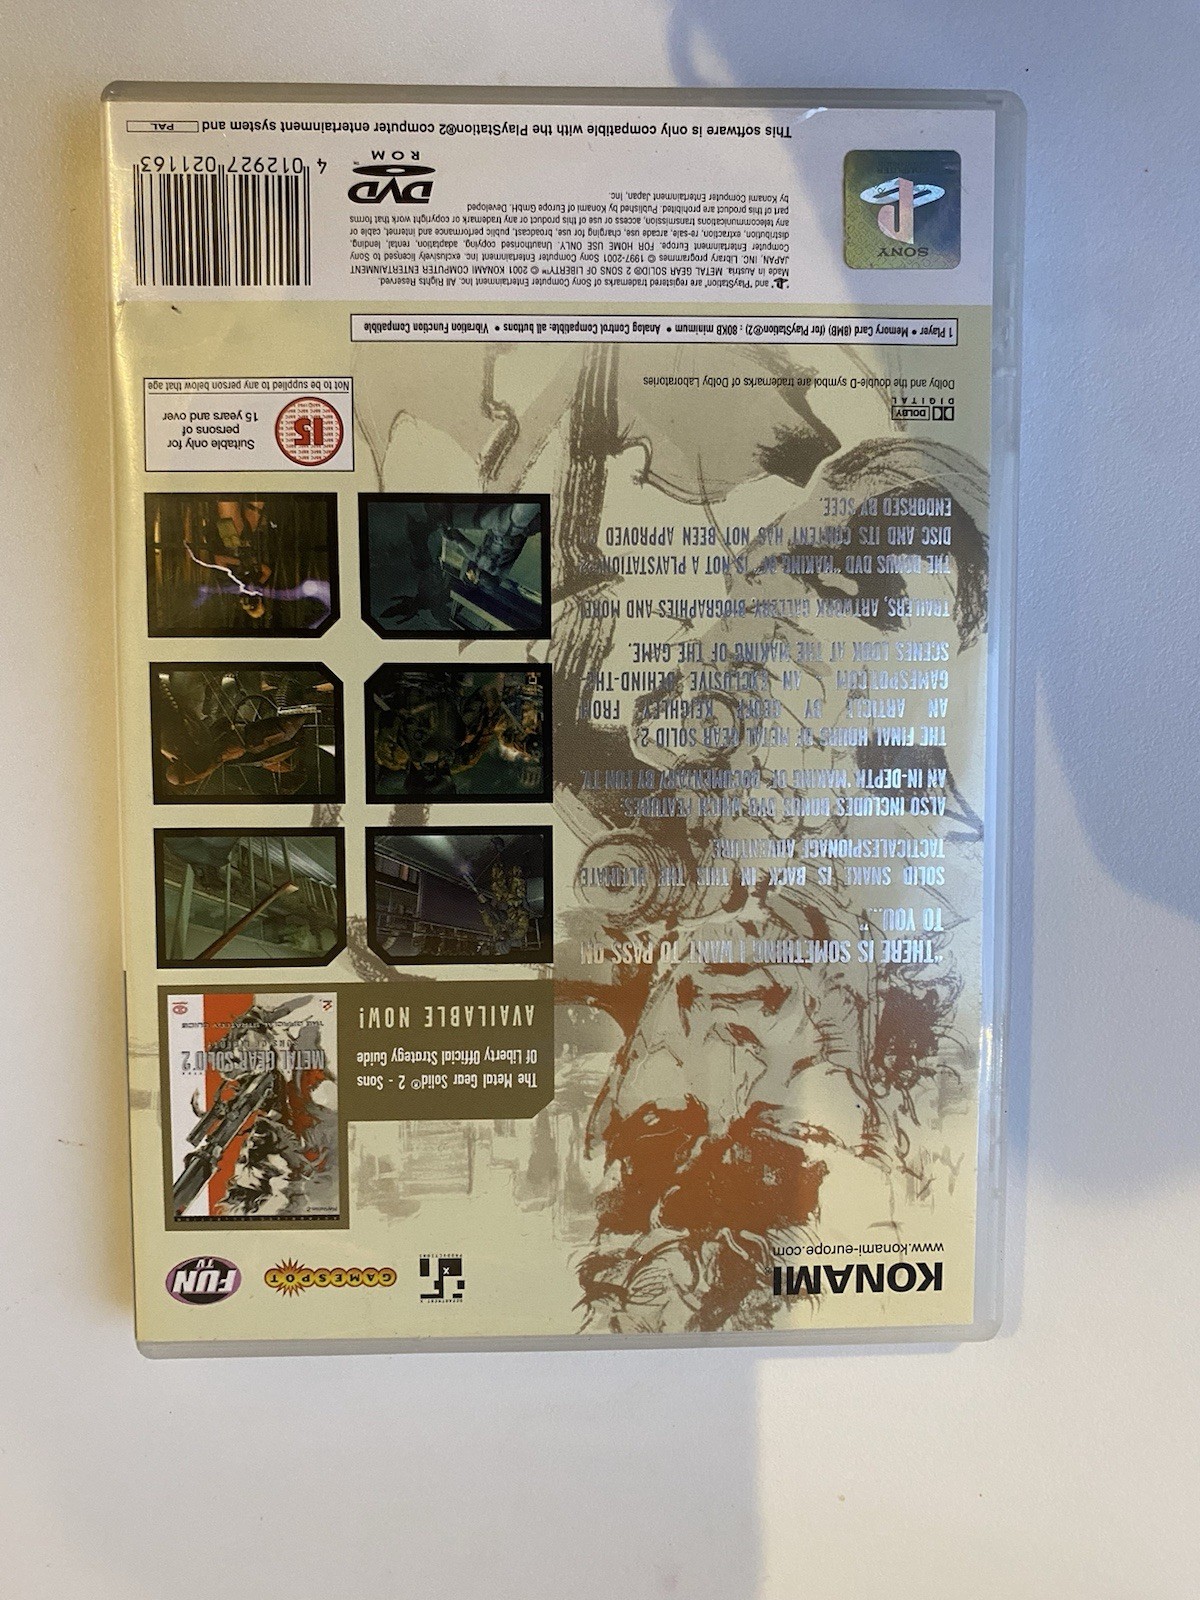 KONAMI
www.konami-europe.com
GAMESPOT
FUN
TV
"THERE IS SOMETHING I WANT TO PASS ON
TO YOU..."
SOLID SNAKE IS BACK IN THIS THE ULTIMATE
TACTICAL ESPIONAGE ADVENTURE.
ALSO INCLUDES BONUS DVD WHICH FEATURES:
AN IN-DEPTH 'MAKING OF' DOCUMENTARY BY FUN TV.
THE FINAL HOURS OF METAL GEAR SOLID 2
AN ARTICLE BY GEOFF KEIGHLEY FROM
GAMESPOT.COM - AN EXCLUSIVE BEHIND-THE-
SCENES LOOK AT THE MAKING OF THE GAME.
TRAILERS, ARTWORK GALLERY, BIOGRAPHIES AND MORE!
THE BONUS DVD "MAKING OF" IS NOT A PLAYSTATION®2
DISC AND ITS CONTENT HAS NOT BEEN APPROVED
ENDORSED BY SCEE.
The Metal Gear Solid® 2 - Sons
Of Liberty Official Strategy Guide
AVAILABLE NOW!
METAL GEAR SOLID 2
SONS OF LIBERTY
THE OFFICIAL STRATEGY GUIDE
DOLBY
DIGITAL
Dolby and the double-D symbol are trademarks of Dolby Laboratories
15
Suitable only for
persons of
15 years and over
Not to be supplied to any person below that age
1 Player • Memory Card (8MB) (for PlayStation®2) : 80KB minimum • Analog Control Compatible: all buttons • Vibration Function Compatible
"PS" and "PlayStation" are registered trademarks of Sony Computer Entertainment Inc. All Rights Reserved.
Made in Austria. METAL GEAR SOLID® 2 SONS OF LIBERTY™ © 2001 KONAMI COMPUTER ENTERTAINMENT
JAPAN, INC. Library programmes © 1997-2001 Sony Computer Entertainment Inc. exclusively licensed to Sony
Computer Entertainment Europe. FOR HOME USE ONLY. Unauthorised copying, adaptation, rental, lending,
distribution, extraction, re-sale, arcade use, charging for use, broadcast, public performance and internet, cable or
any telecommunications transmission, access or use of this product or any trademark or copyright work that forms
part of this product are prohibited. Published by Konami of Europe GmbH. Developed
by Konami Computer Entertainment Japan, Inc.
SONY
COMPUTER
DVD
ROM
4 012927 021163
This software is only compatible with the PlayStation®2 computer entertainment system and
PAL